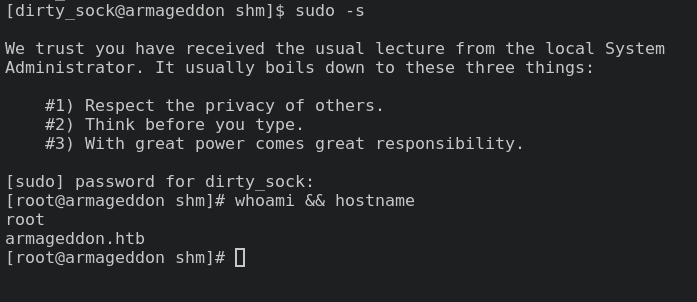 [dirty_sock@armageddon shm]$ sudo -s
We trust you have received the usual lecture from the local System
Administrator. It usually boils down to these three things:
#1) Respect the privacy of others.
#2) Think before you type.
#3) With great power comes great responsibility.
[sudo] password for dirty_sock:
[root@armageddon shm]# whoami && hostname
root
armageddon.htb
[root@armageddon shm]#